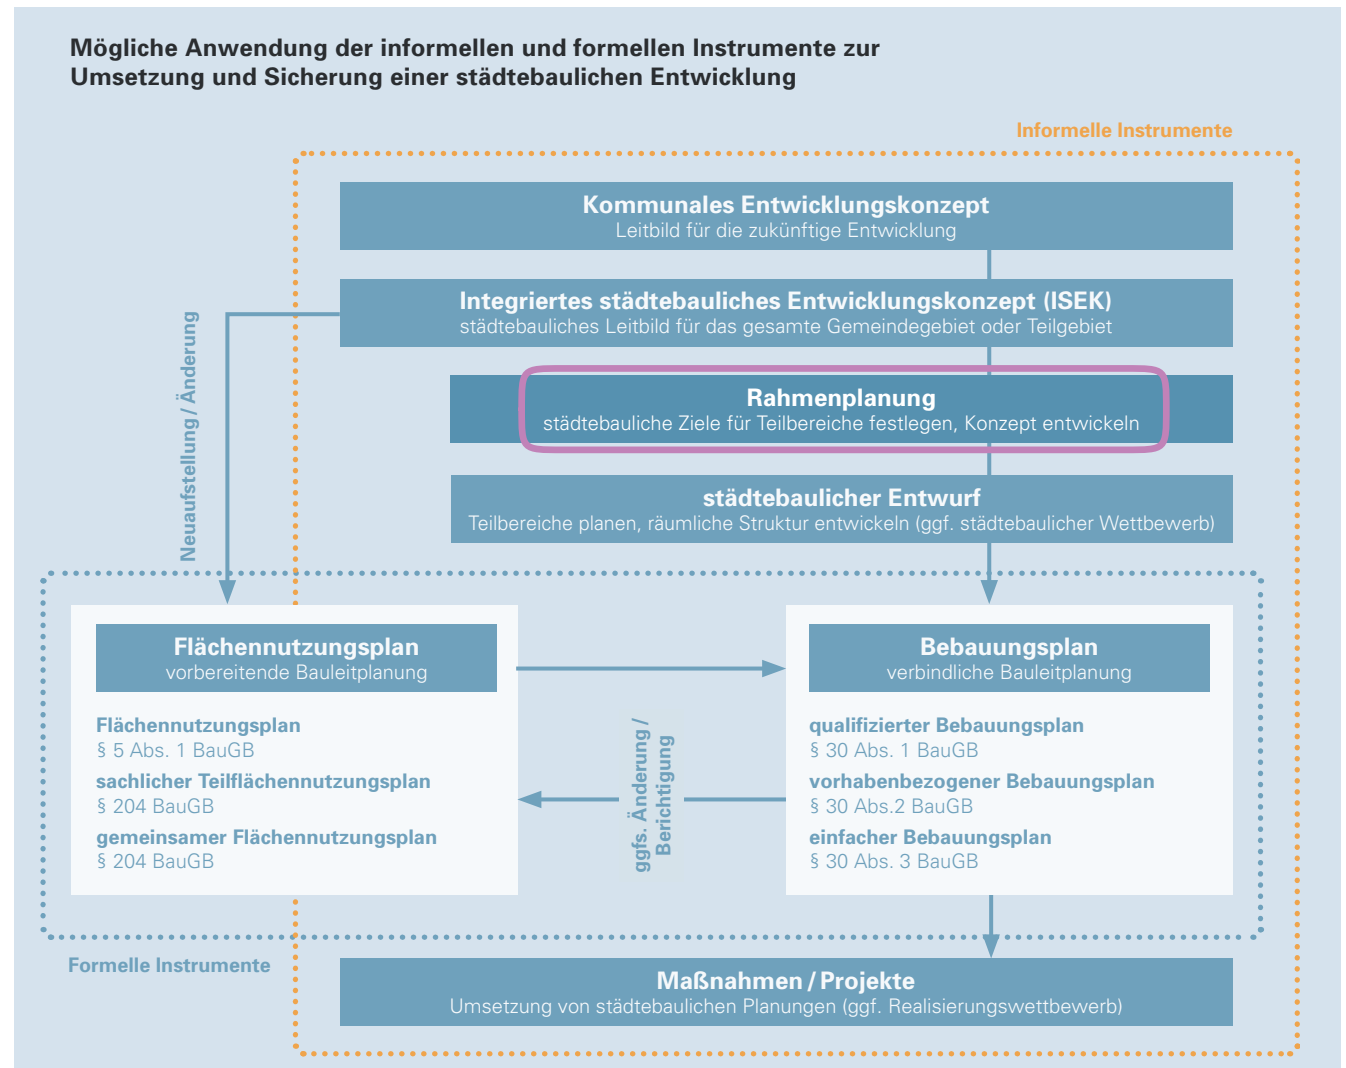 Mögliche Anwendung der informellen und formellen Instrumente zur
Umsetzung und Sicherung einer städtebaulichen Entwicklung
Informelle Instrumente
Kommunales Entwicklungskonzept
Leitbild für die zukünftige Entwicklung
Integriertes städtebauliches Entwicklungskonzept (ISEK)
städtebauliches Leitbild für das gesamte Gemeindegebiet oder Teilgebiet
Neuaufstellung / Änderung
Rahmenplanung
städtebauliche Ziele für Teilbereiche festlegen, Konzept entwickeln
städtebaulicher Entwurf
Teilbereiche planen, räumliche Struktur entwickeln (ggf. städtebaulicher Wettbewerb)
Flächennutzungsplan
vorbereitende Bauleitplanung
Flächennutzungsplan
§ 5 Abs. 1 BauGB
sachlicher Teilflächennutzungsplan
§ 204 BauGB
gemeinsamer Flächennutzungsplan
§ 204 BauGB
ggfs. Änderung /
Berichtigung
Bebauungsplan
verbindliche Bauleitplanung
qualifizierter Bebauungsplan
§ 30 Abs. 1 BauGB
vorhabenbezogener Bebauungsplan
§ 30 Abs.2 BauGB
einfacher Bebauungsplan
§ 30 Abs. 3 BauGB
Formelle Instrumente
Maßnahmen / Projekte
Umsetzung von städtebaulichen Planungen (ggf. Realisierungswettbewerb)